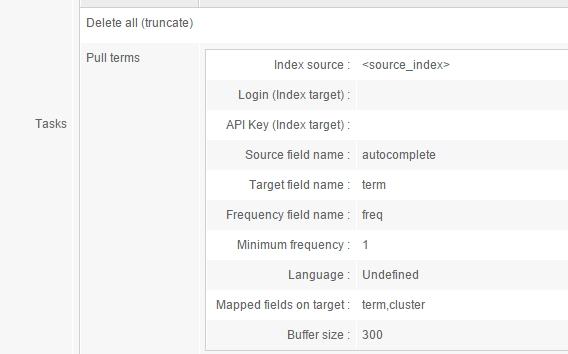 Delete all (truncate)
Pull terms
Index source : <source_index>
Login (Index target) :
API Key (Index target) :
Tasks
Source field name : autocomplete
Target field name : term
Frequency field name : freq
Minimum frequency : 1
Language : Undefined
Mapped fields on target : term,cluster
Buffer size : 300